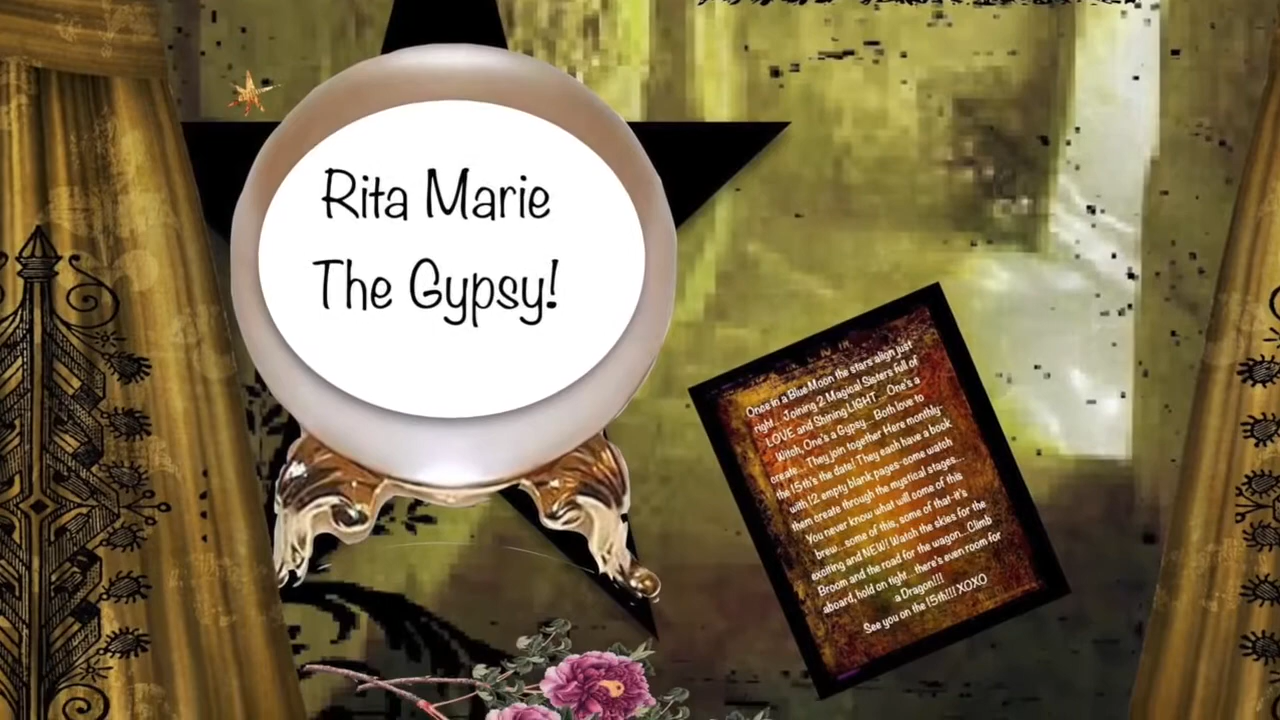 Rita Marie
The Gypsy!
Once in a Blue Moon the stars align just
right... Joining 2 Magical Sisters full of
LOVE and Shining LIGHT... One's a
Witch, One's a Gypsy.... Both love to
create... They join together Here monthly-
the 15th's the date! They each have a book
with 12 empty blank pages-come watch
them create through the mystical stages...
You never know what will come of this
brew...some of this, some of that-it's
exciting and NEW! Watch the skies for the
Broom and the road for the wagon...Climb
aboard, hold on tight...there's even room for
a Dragon!!!
See you on the 15th!!! XOXO